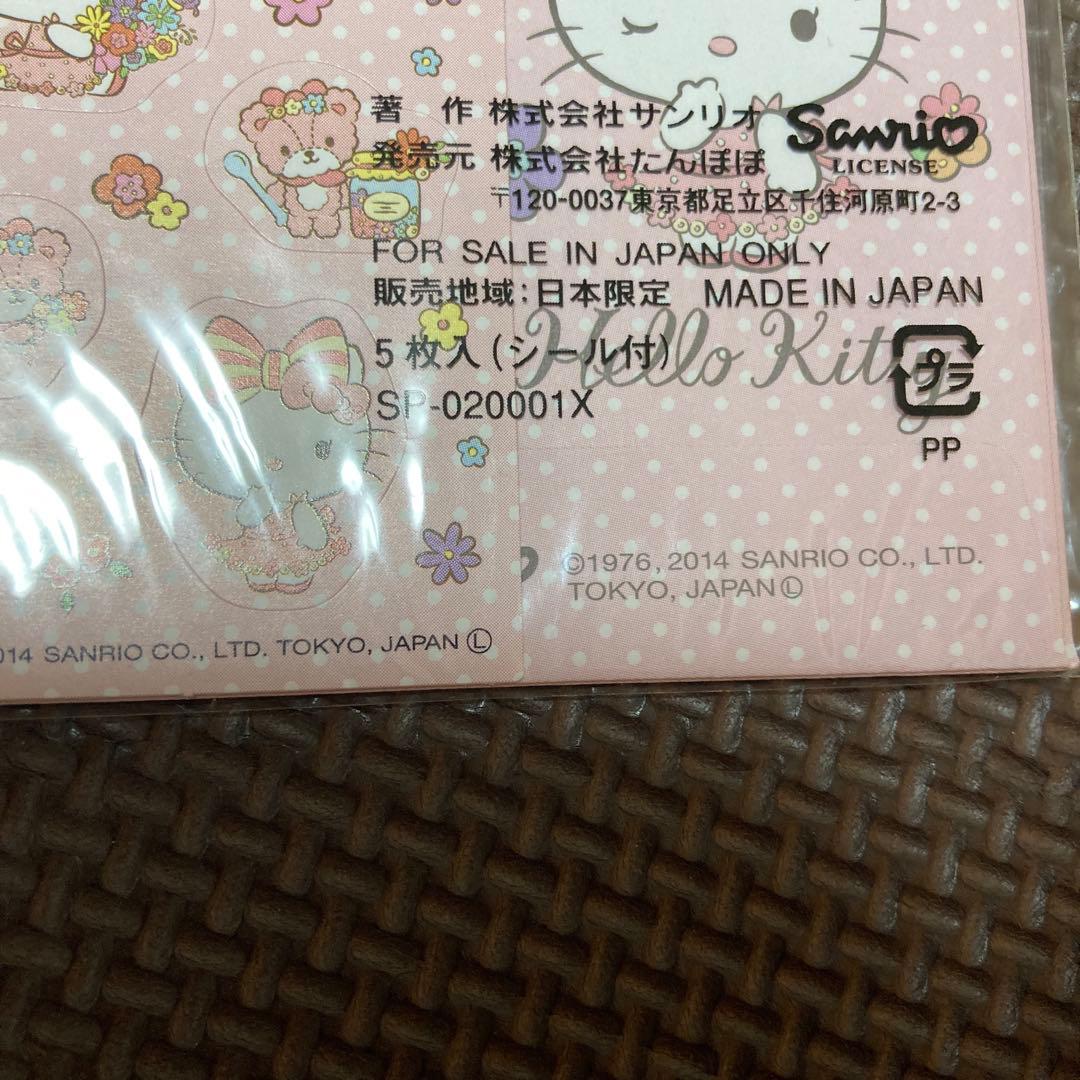 著 作 株式会社サンリオ
発売元 株式会社たんぽぽ
Sanrio
LICENSE
〒120-0037東京都足立区千住河原町2-3
FOR SALE IN JAPAN ONLY
販売地域:日本限定 MADE IN JAPAN
5枚入(シール付)
Hello Kitty
SP-020001X
プラ
PP
©1976, 2014 SANRIO CO., LTD.
TOKYO, JAPAN Ⓛ
014 SANRIO CO., LTD. TOKYO, JAPAN Ⓛ